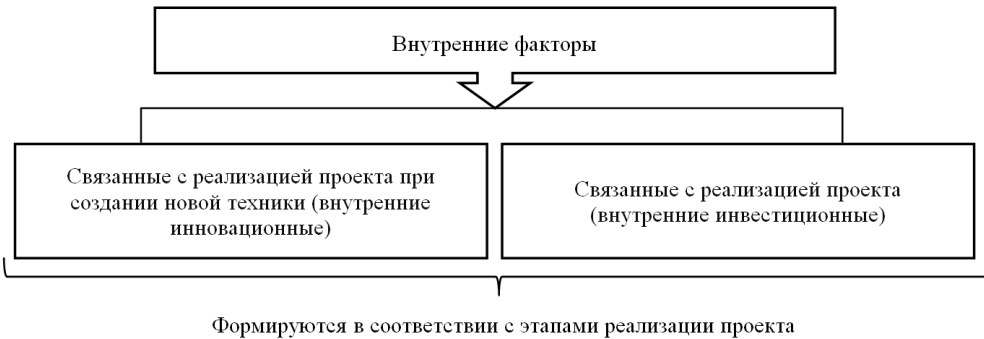 Внутренние факторы
Связанные с реализацией проекта при
создании новой техники (внутренние
инновационные)
Связанные с реализацией проекта
(внутренние инвестиционные)
Формируются в соответствии с этапами реализации проекта